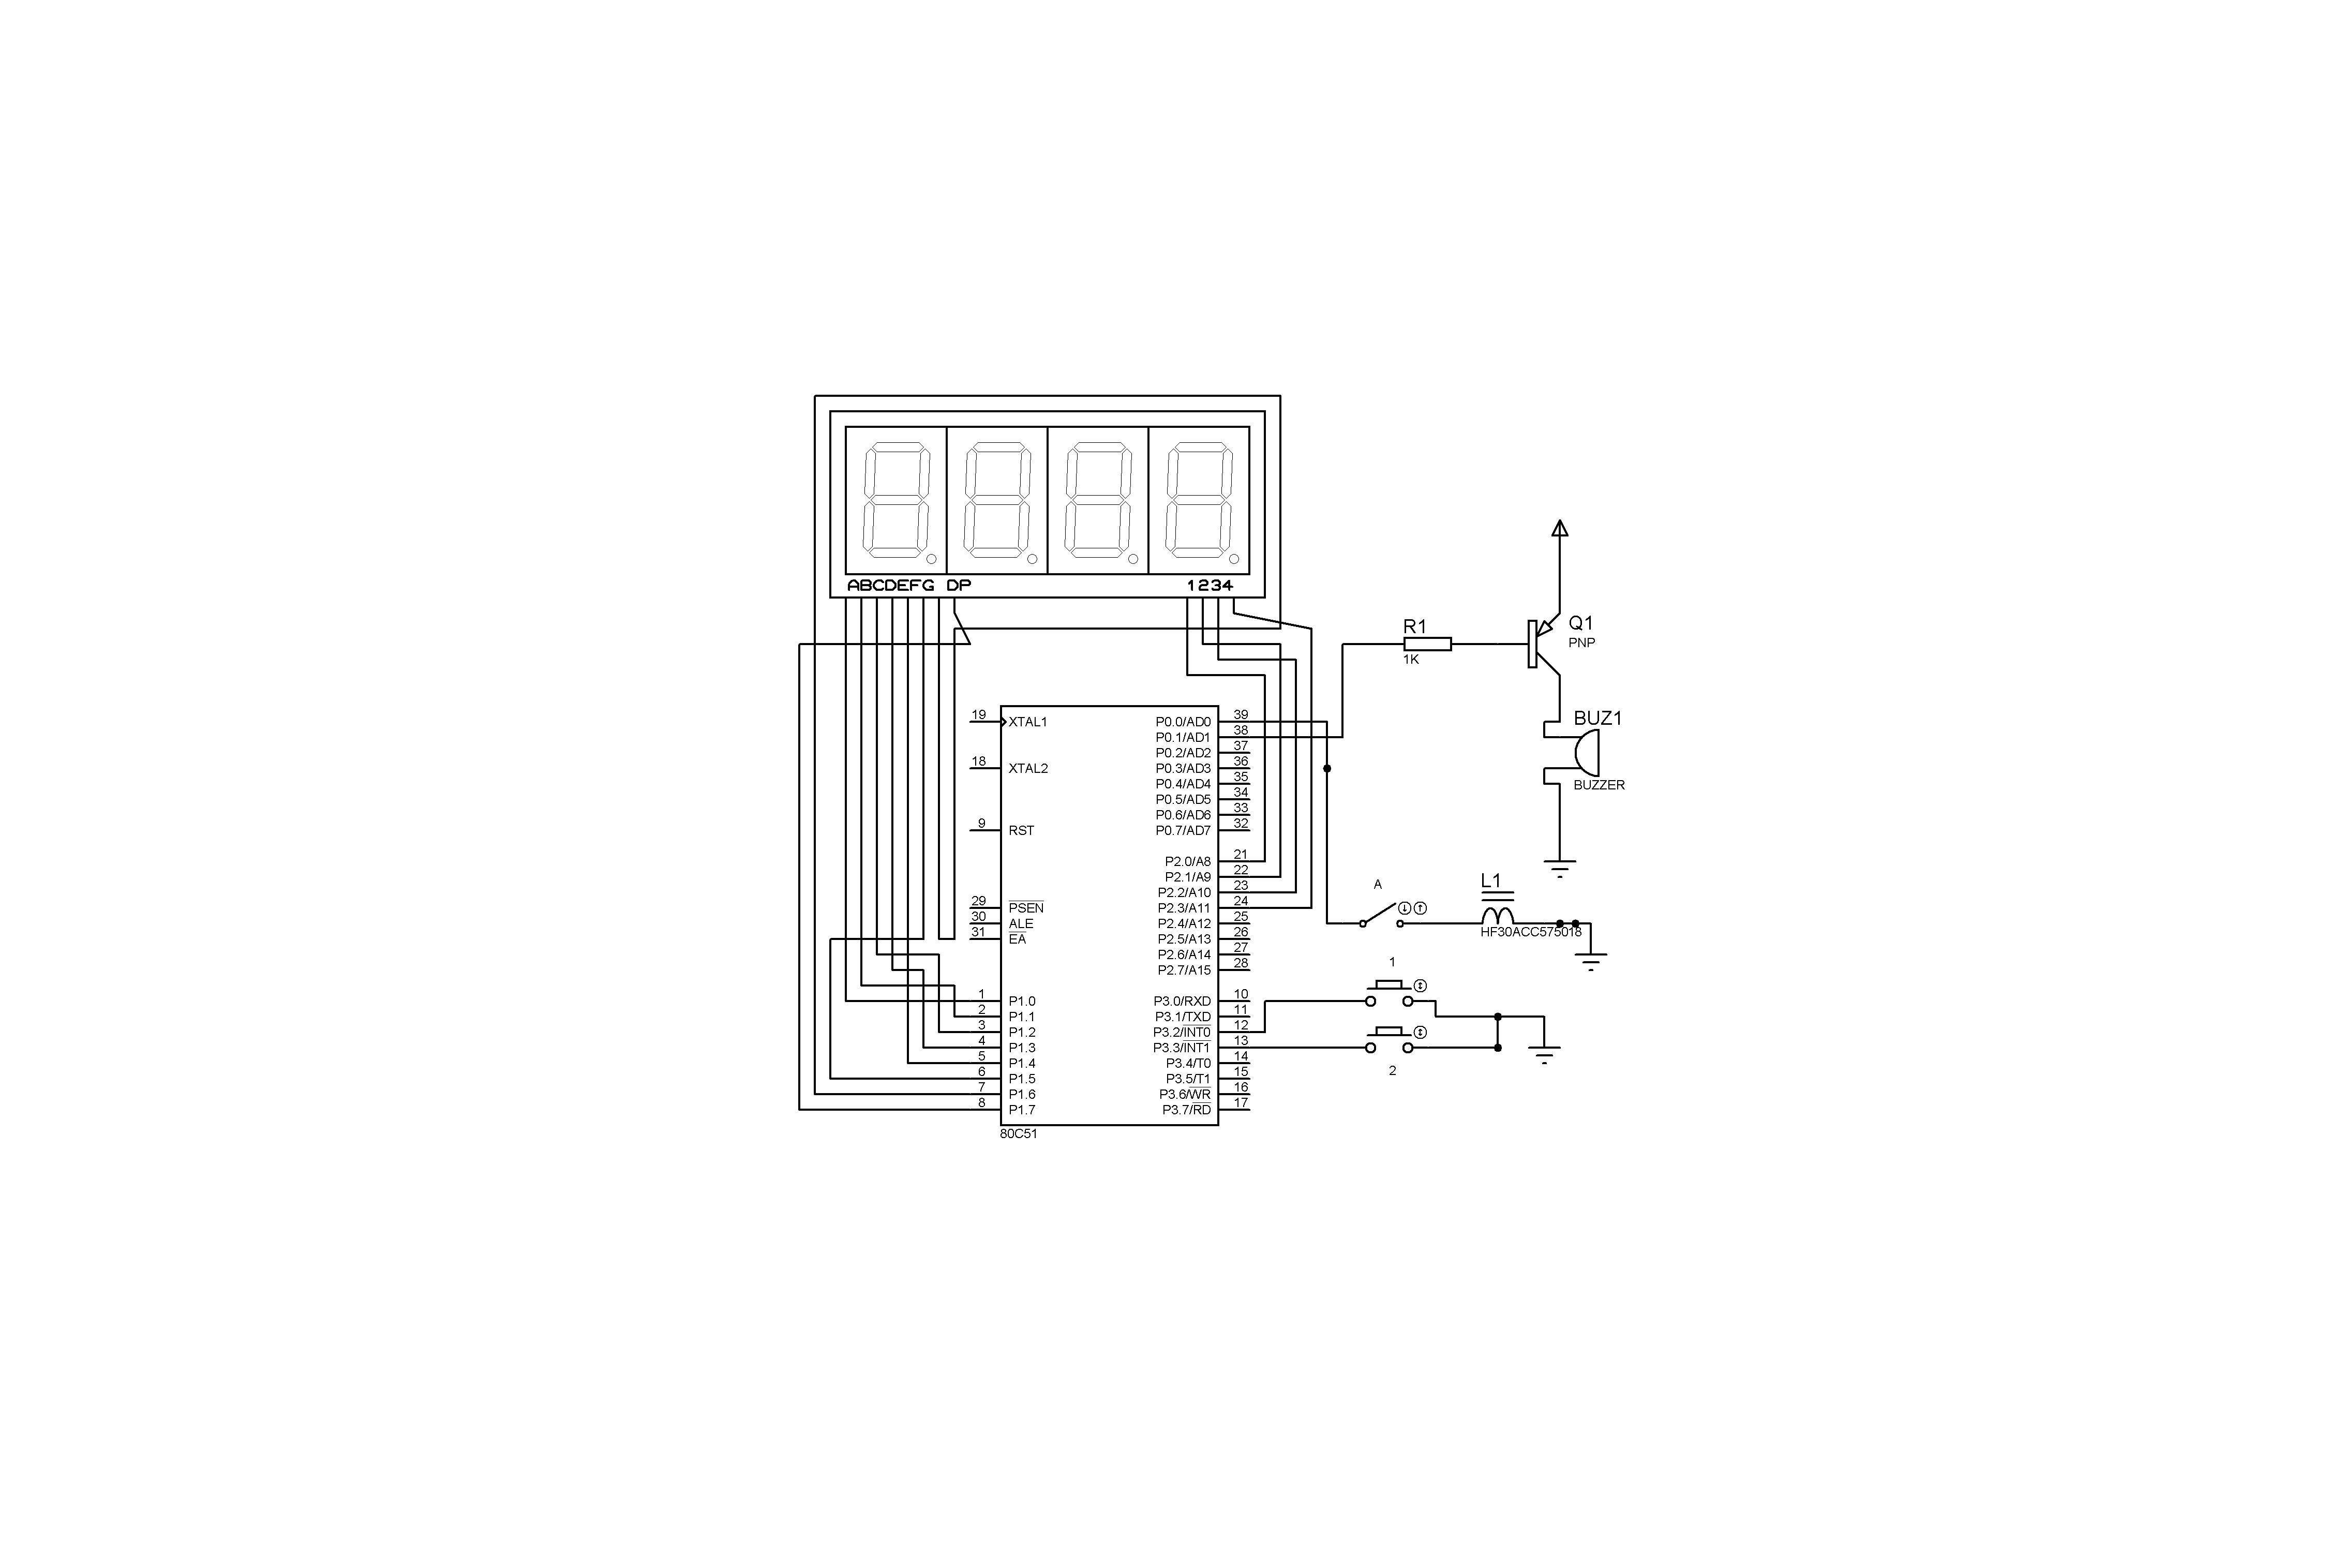 ABCDEFG DP
1234
R1
1K
Q1
PNP
BUZ1
BUZZER
19 XTAL1
18 XTAL2
9 RST
29 PSEN
30 ALE
31 EA
1 P1.0
2 P1.1
3 P1.2
4 P1.3
5 P1.4
6 P1.5
7 P1.6
8 P1.7
P0.0/AD0 39
P0.1/AD1 38
P0.2/AD2 37
P0.3/AD3 36
P0.4/AD4 35
P0.5/AD5 34
P0.6/AD6 33
P0.7/AD7 32
P2.0/A8 21
P2.1/A9 22
P2.2/A10 23
P2.3/A11 24
P2.4/A12 25
P2.5/A13 26
P2.6/A14 27
P2.7/A15 28
P3.0/RXD 10
P3.1/TXD 11
P3.2/INT0 12
P3.3/INT1 13
P3.4/T0 14
P3.5/T1 15
P3.6/WR 16
P3.7/RD 17
80C51
A
L1
HF30ACC575018
1
2